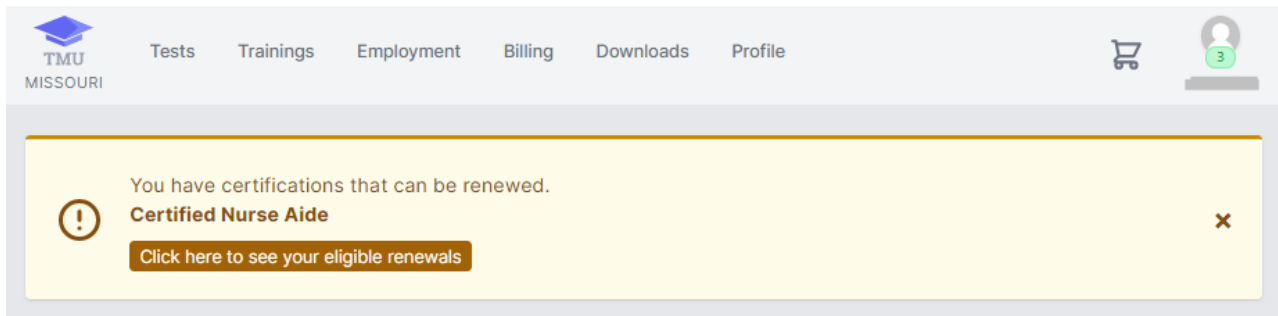 TMU
MISSOURI
Tests Trainings Employment Billing Downloads Profile
3
You have certifications that can be renewed.
Certified Nurse Aide
Click here to see your eligible renewals